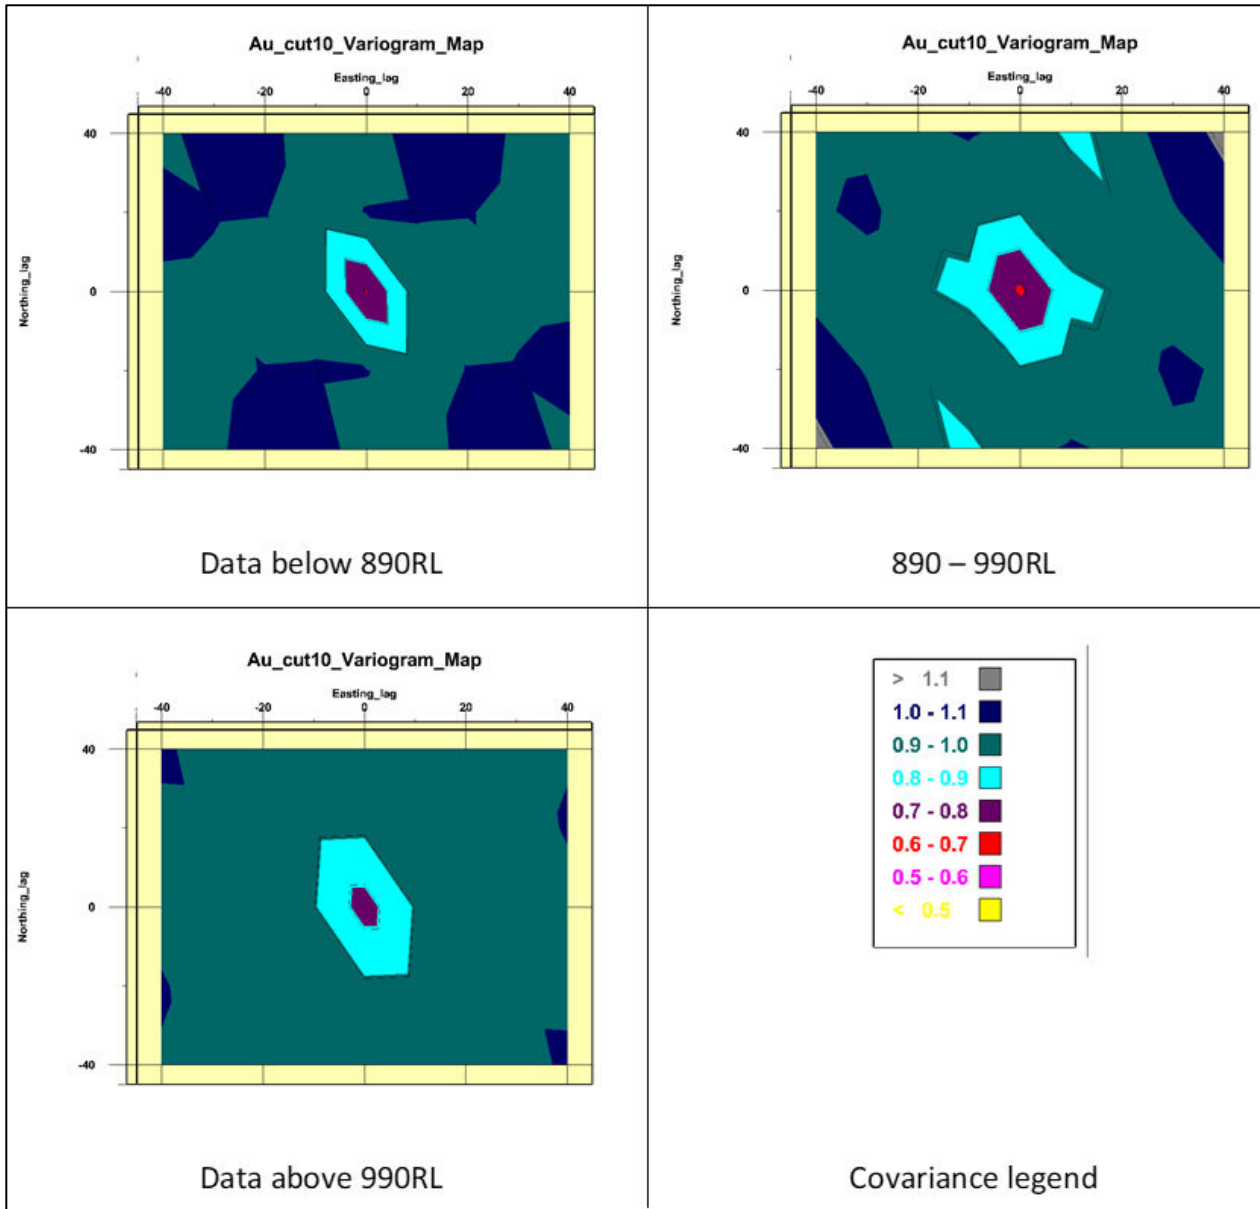 Au_cut10_Variogram_Map
Easting_lag
-40 -20 0 20 40
40
Northing_lag
0
-40
Data below 890RL
Au_cut10_Variogram_Map
Easting_lag
-40 -20 0 20 40
40
Northing_lag
0
-40
890 – 990RL
Au_cut10_Variogram_Map
Easting_lag
-40 -20 0 20 40
40
Northing_lag
0
-40
Data above 990RL
> 1.1
1.0 - 1.1
0.9 - 1.0
0.8 - 0.9
0.7 - 0.8
0.6 - 0.7
0.5 - 0.6
< 0.5
Covariance legend